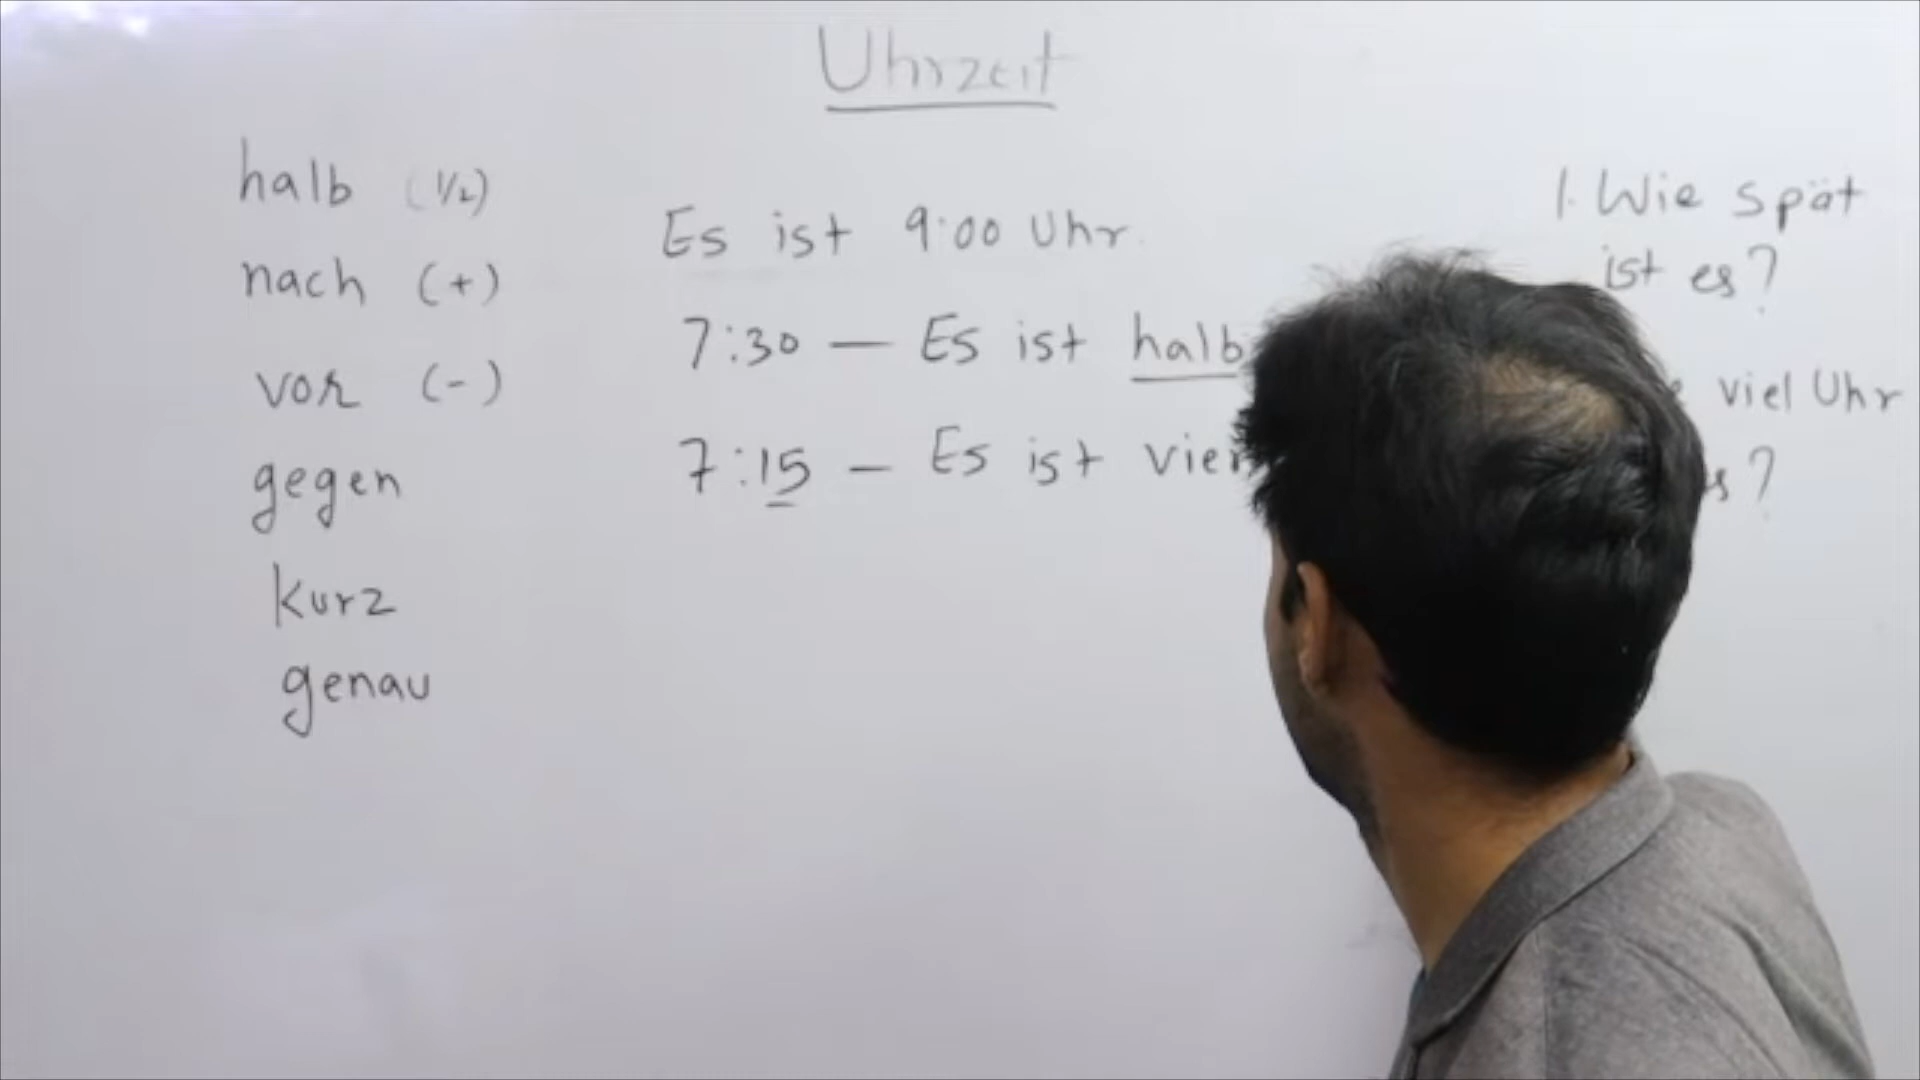 Uhrzeit
halb (1/2)
nach (+)
vor (-)
gegen
kurz
genau
Es ist 9:00 Uhr.
7:30 — Es ist halb
7:15 — Es ist
1. Wie spät
ist es?
viel Uhr